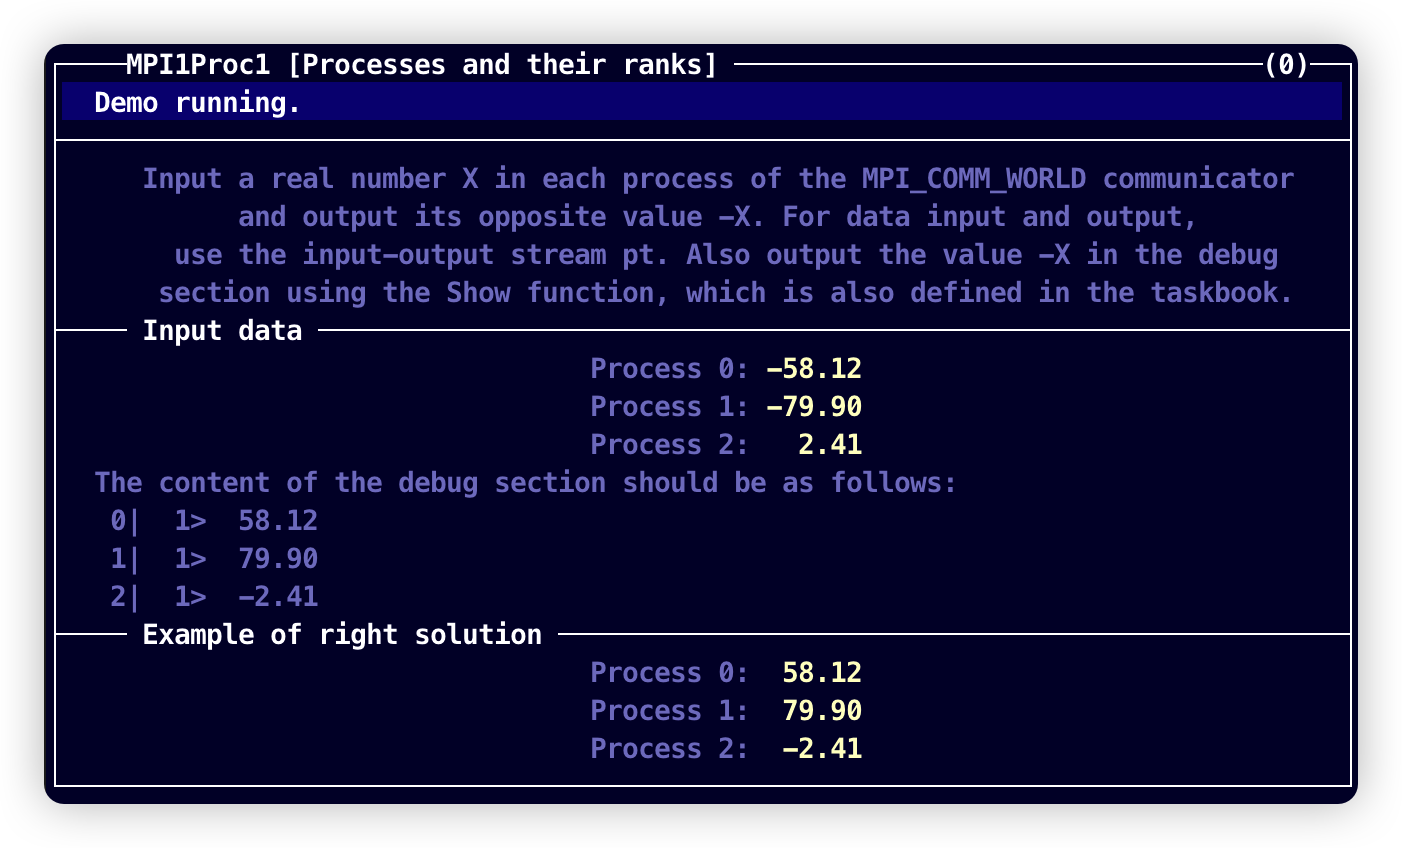 MPI1Proc1 [Processes and their ranks] (0)
Demo running.
Input a real number X in each process of the MPI_COMM_WORLD communicator
and output its opposite value −X. For data input and output,
use the input−output stream pt. Also output the value −X in the debug
section using the Show function, which is also defined in the taskbook.
Input data
Process 0: −58.12
Process 1: −79.90
Process 2: 2.41
The content of the debug section should be as follows:
0| 1> 58.12
1| 1> 79.90
2| 1> −2.41
Example of right solution
Process 0: 58.12
Process 1: 79.90
Process 2: −2.41